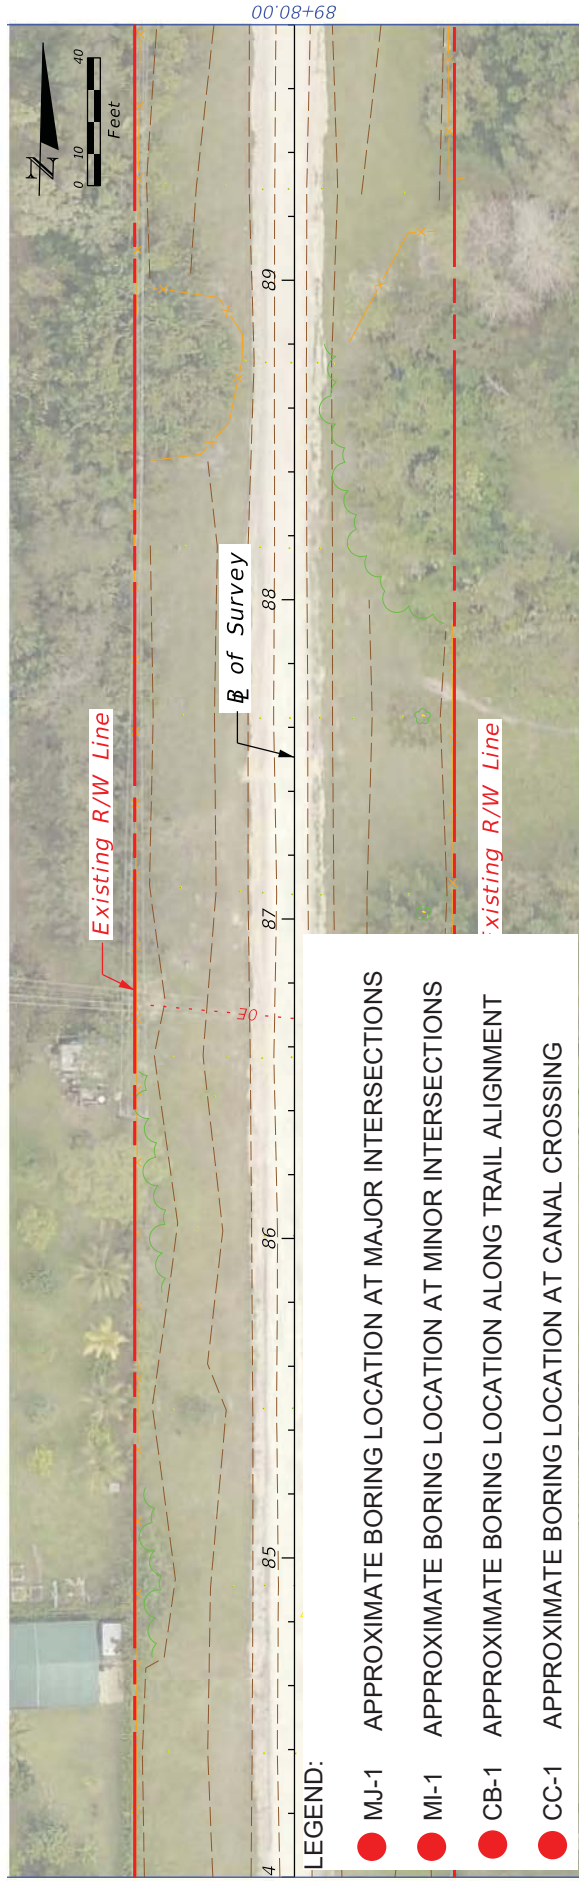 89+80.00
N
0 10 40
Feet
89
88
℄ of Survey
Existing R/W Line
xisting R/W Line
87
OE
86
85
4
LEGEND:
MJ-1 APPROXIMATE BORING LOCATION AT MAJOR INTERSECTIONS
MI-1 APPROXIMATE BORING LOCATION AT MINOR INTERSECTIONS
CB-1 APPROXIMATE BORING LOCATION ALONG TRAIL ALIGNMENT
CC-1 APPROXIMATE BORING LOCATION AT CANAL CROSSING